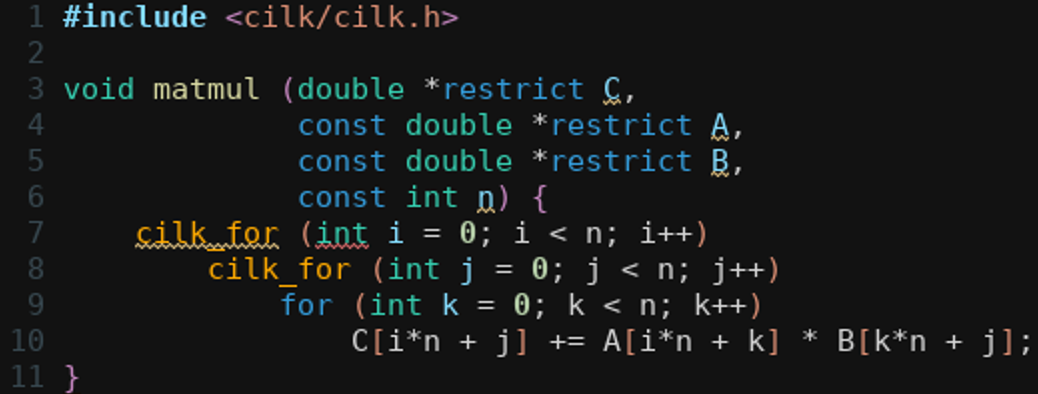 1 #include <cilk/cilk.h>
2
3 void matmul (double *restrict C,
4              const double *restrict A,
5              const double *restrict B,
6              const int n) {
7     cilk_for (int i = 0; i < n; i++)
8         cilk_for (int j = 0; j < n; j++)
9             for (int k = 0; k < n; k++)
10                C[i*n + j] += A[i*n + k] * B[k*n + j];
11 }